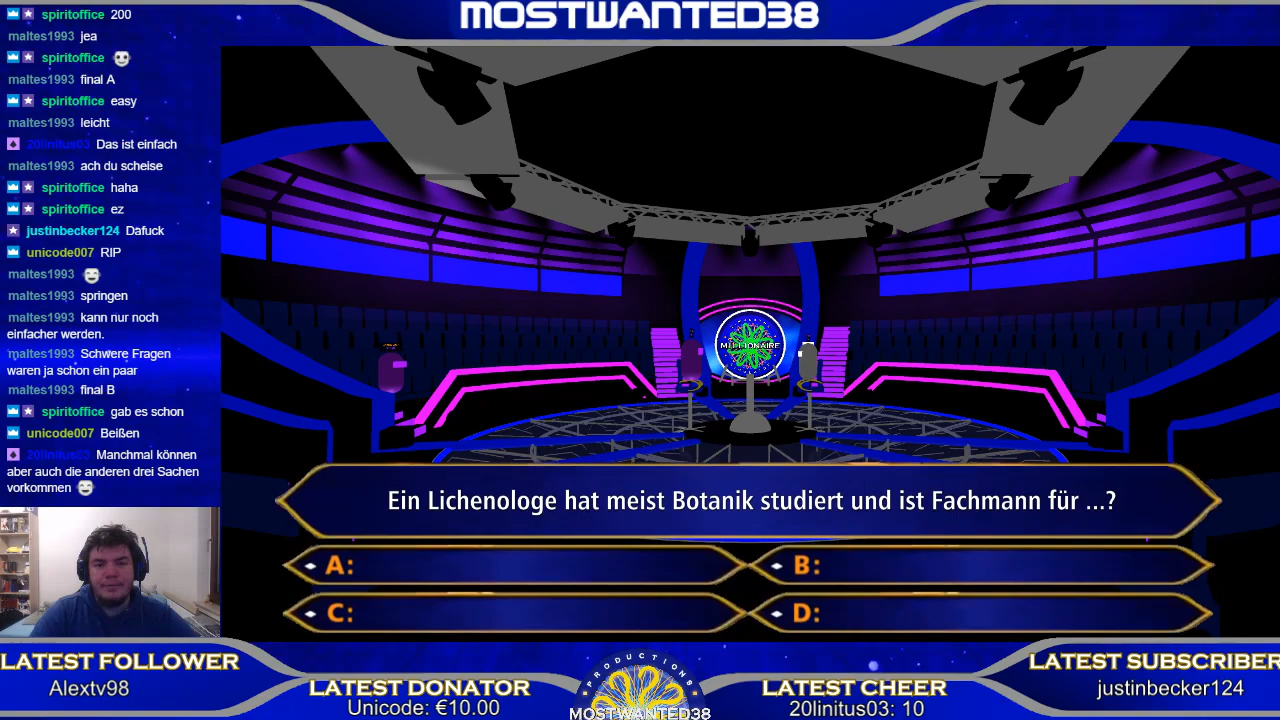 MOSTWANTED38
spiritoffice 200
maltes1993 jea
spiritoffice
maltes1993 final A
spiritoffice easy
maltes1993 leicht
20linitus03 Das ist einfach
maltes1993 ach du scheise
spiritoffice haha
spiritoffice ez
justinbecker124 Dafuck
unicode007 RIP
maltes1993
maltes1993 springen
maltes1993 kann nur noch
einfacher werden.
maltes1993 Schwere Fragen
waren ja schon ein paar
maltes1993 final B
spiritoffice gab es schon
unicode007 Beißen
20linitus03 Manchmal können
aber auch die anderen drei Sachen
vorkommen
MILLIONAIRE
Ein Lichenologe hat meist Botanik studiert und ist Fachmann für ...?
A:
B:
C:
D:
LATEST FOLLOWER
Alextv98
LATEST DONATOR
Unicode: €10.00
PRODUCTIONS
MOSTWANTED38
LATEST CHEER
20linitus03: 10
LATEST SUBSCRIBER
justinbecker124